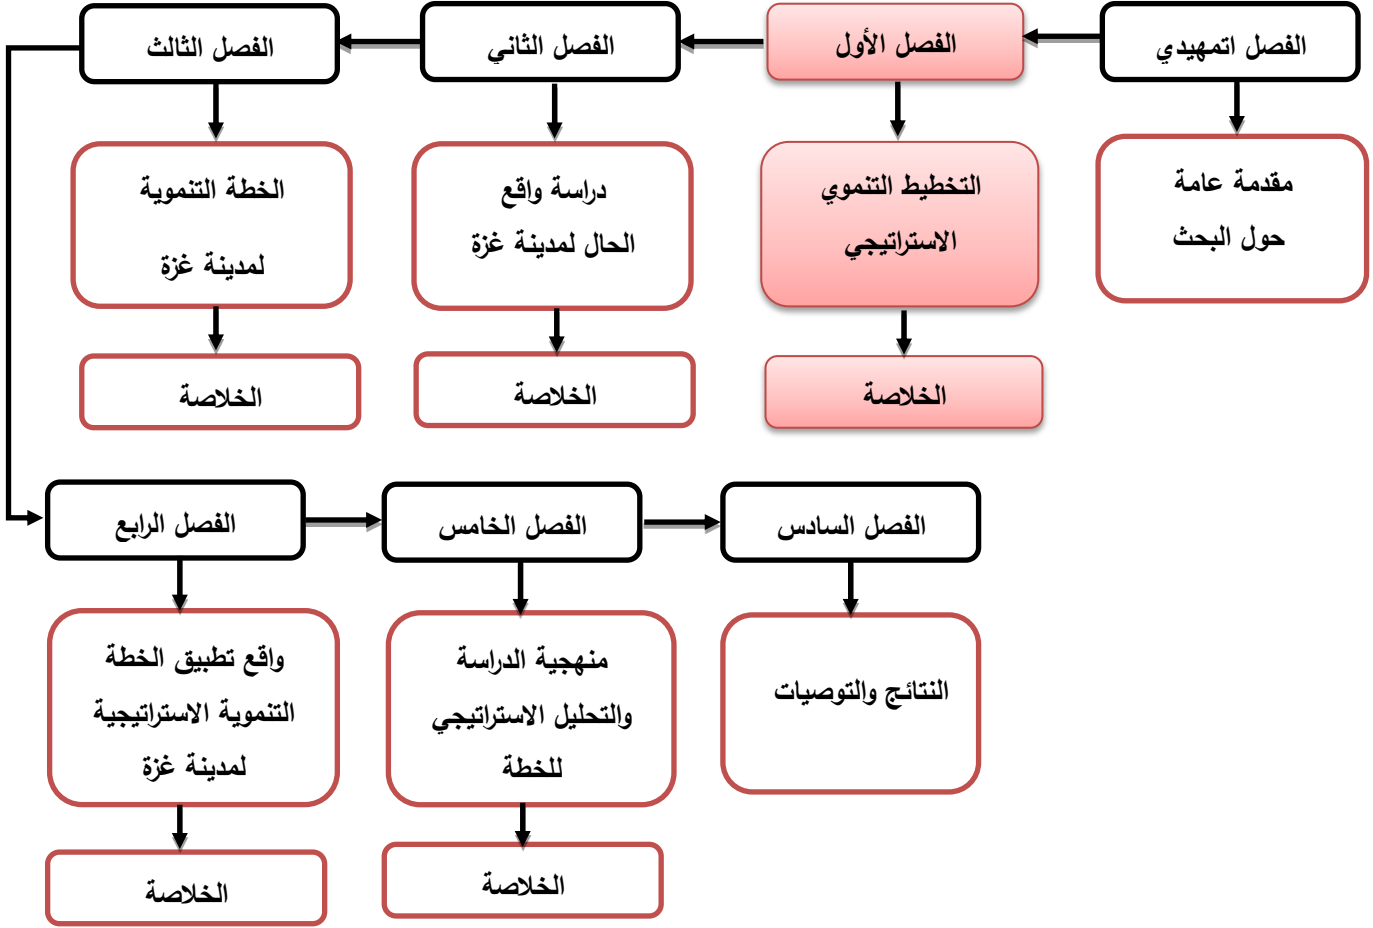 الفصل اتمهيدي
الفصل الأول
الفصل الثاني
الفصل الثالث
مقدمة عامة
حول البحث
التخطيط التنموي
الاستراتيجي
دراسة واقع
الحال لمدينة غزة
الخطة التنموية
لمدينة غزة
الخلاصة
الخلاصة
الخلاصة
الفصل الرابع
الفصل الخامس
الفصل السادس
واقع تطبيق الخطة
التنموية الاستراتيجية
لمدينة غزة
منهجية الدراسة
والتحليل الاستراتيجي
للخطة
النتائج والتوصيات
الخلاصة
الخلاصة